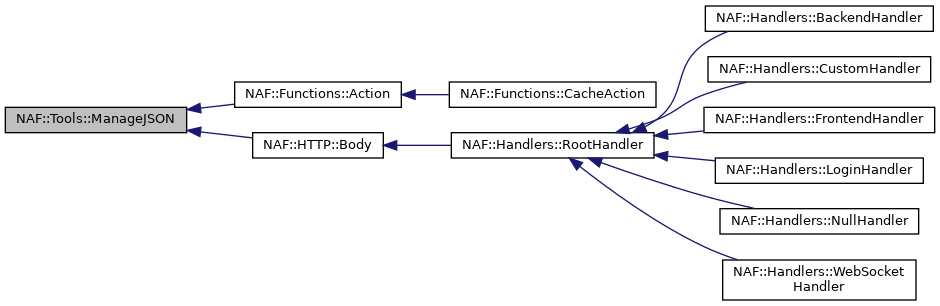 NAF::Handlers::BackendHandler
NAF::Handlers::CustomHandler
NAF::Functions::Action
NAF::Functions::CacheAction
NAF::Tools::ManageJSON
NAF::Handlers::FrontendHandler
NAF::HTTP::Body
NAF::Handlers::RootHandler
NAF::Handlers::LoginHandler
NAF::Handlers::NullHandler
NAF::Handlers::WebSocket
Handler